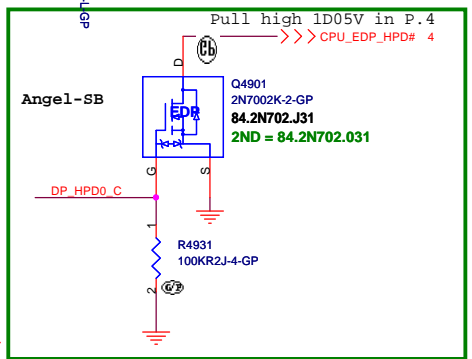 L-GP
Pull high 1D05V in P.4
CPU_EDP_HPD# 4
D
Q4901
2N7002K-2-GP
84.2N702.J31
2ND = 84.2N702.031
Angel-SB
EDP
G
S
DP_HPD0_C
1
R4931
100KR2J-4-GP
2